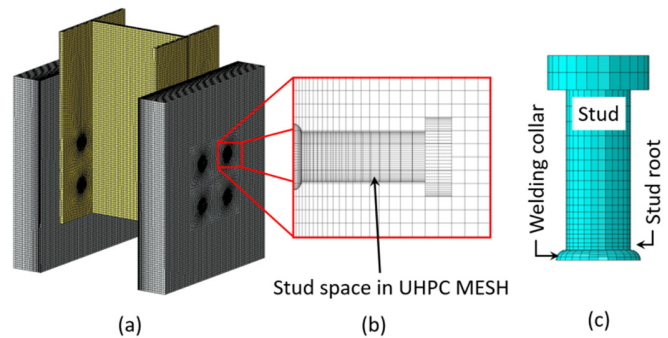 Stud
Welding collar
Stud root
Stud space in UHPC MESH
(a)
(b)
(c)